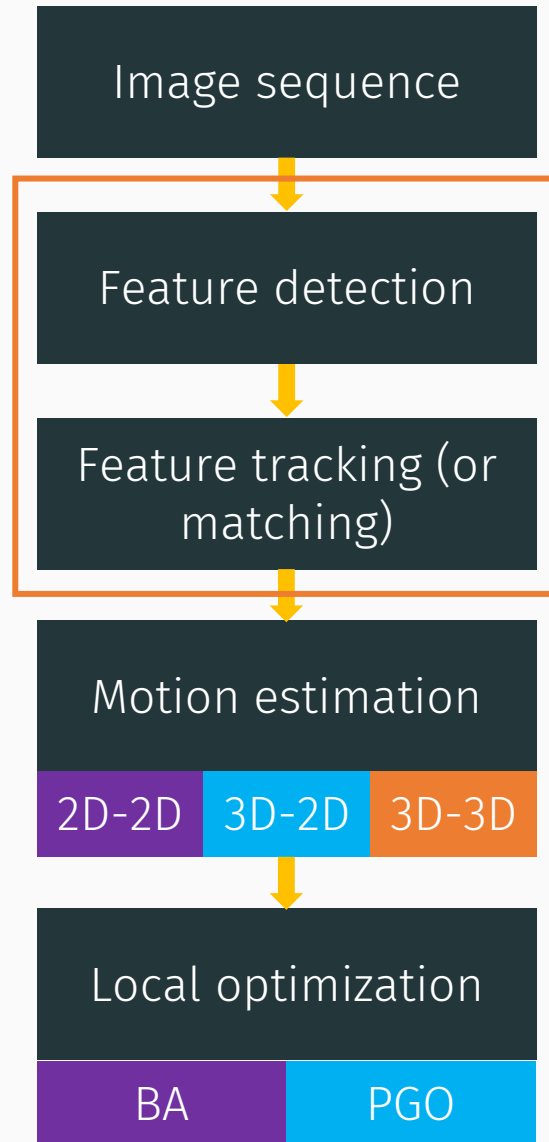 Image sequence
Feature detection
Feature tracking (or
matching)
Motion estimation
2D-2D 3D-2D 3D-3D
Local optimization
BA PGO